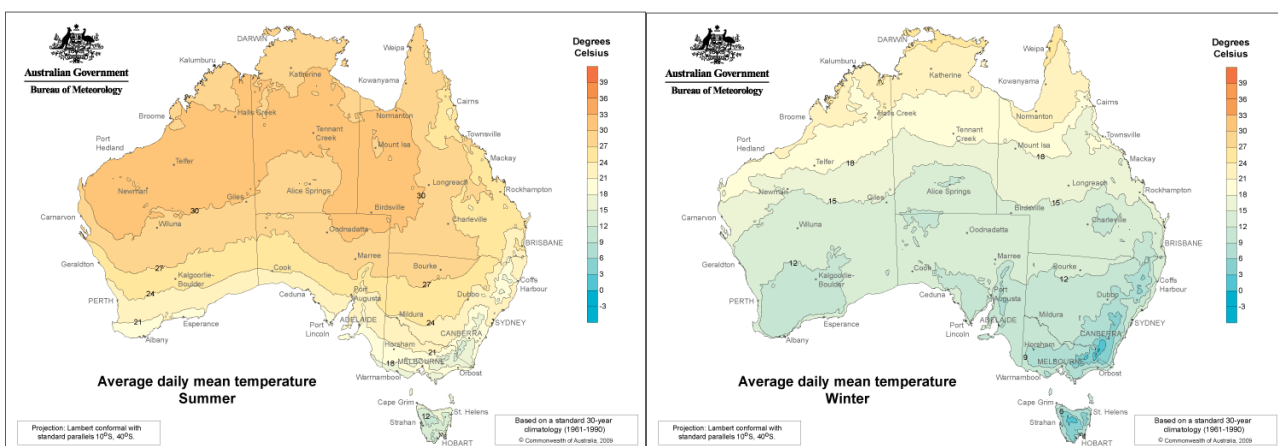 Australian Government
Bureau of Meteorology
Degrees
Celsius
39
36
33
30
27
24
21
18
15
12
9
6
3
0
-3
DARWIN
Kalumburu
Katherine
Weipa
Kowanyama
Cairns
Broome
Halls Creek
Normanton
Port
Hedland
Tennant
Creek
Townsville
Telfer
Mount Isa
Mackay
Newman
Alice Springs
Longreach
Rockhampton
Giles
30
30
Birdsville
Carnarvon
Wiluna
Oodnadatta
Charleville
BRISBANE
Geraldton
27
Marree
Cook
Bourke
Coffs
Harbour
Kalgoorlie-
Boulder
27
24
PERTH
Ceduna
Port
Augusta
Dubbo
21
Esperance
Mildura
24
SYDNEY
Albany
Port
Lincoln
ADELAIDE
CANBERRA
Horsham
21
18
MELBOURNE
Warrnambool
Orbost
Average daily mean temperature
Summer
Cape Grim
St. Helens
12
Strahan
HOBART
Projection: Lambert conformal with
standard parallels 10°S, 40°S.
Based on a standard 30-year
climatology (1961-1990)
© Commonwealth of Australia, 2009
Australian Government
Bureau of Meteorology
Degrees
Celsius
39
36
33
30
27
24
21
18
15
12
9
6
3
0
-3
DARWIN
Kalumburu
Katherine
Weipa
Kowanyama
Cairns
Broome
Halls Creek
Normanton
Port
Hedland
Tennant
Creek
Townsville
Telfer
18
Mount Isa
18
Mackay
Newman
Alice Springs
Longreach
Rockhampton
15
Giles
15
Birdsville
Carnarvon
Wiluna
Oodnadatta
Charleville
BRISBANE
Geraldton
12
Marree
Cook
Bourke
12
Coffs
Harbour
Kalgoorlie-
Boulder
PERTH
Ceduna
Port
Augusta
Dubbo
Esperance
Mildura
SYDNEY
Albany
Port
Lincoln
ADELAIDE
CANBERRA
Horsham
9
MELBOURNE
Warrnambool
Orbost
Average daily mean temperature
Winter
Cape Grim
St. Helens
6
Strahan
HOBART
Projection: Lambert conformal with
standard parallels 10°S, 40°S.
Based on a standard 30-year
climatology (1961-1990)
© Commonwealth of Australia, 2009